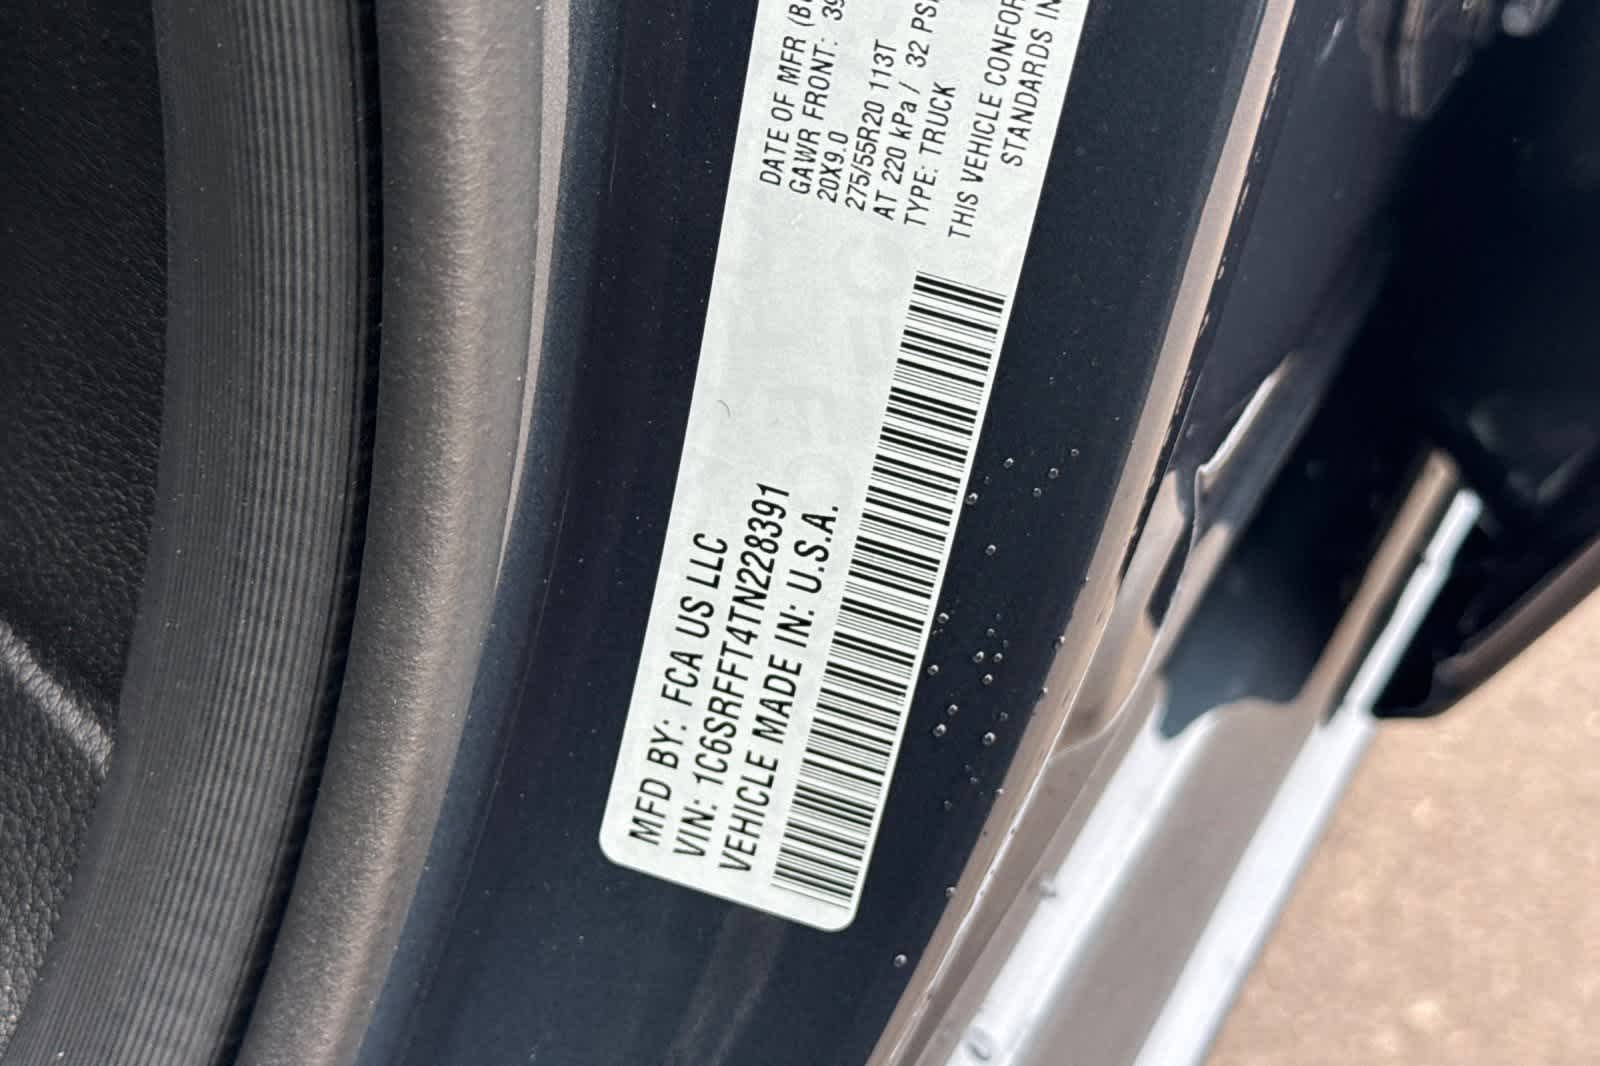 MFD BY: FCA US LLC
VIN: 1C6SRFFT4TN228391
VEHICLE MADE IN: U.S.A.
DATE OF MFR
GAWR FRONT:
20X9.0
275/55R20 113T
AT 220 kPa / 32 PSI
TYPE: TRUCK
THIS VEHICLE
STANDARDS IN